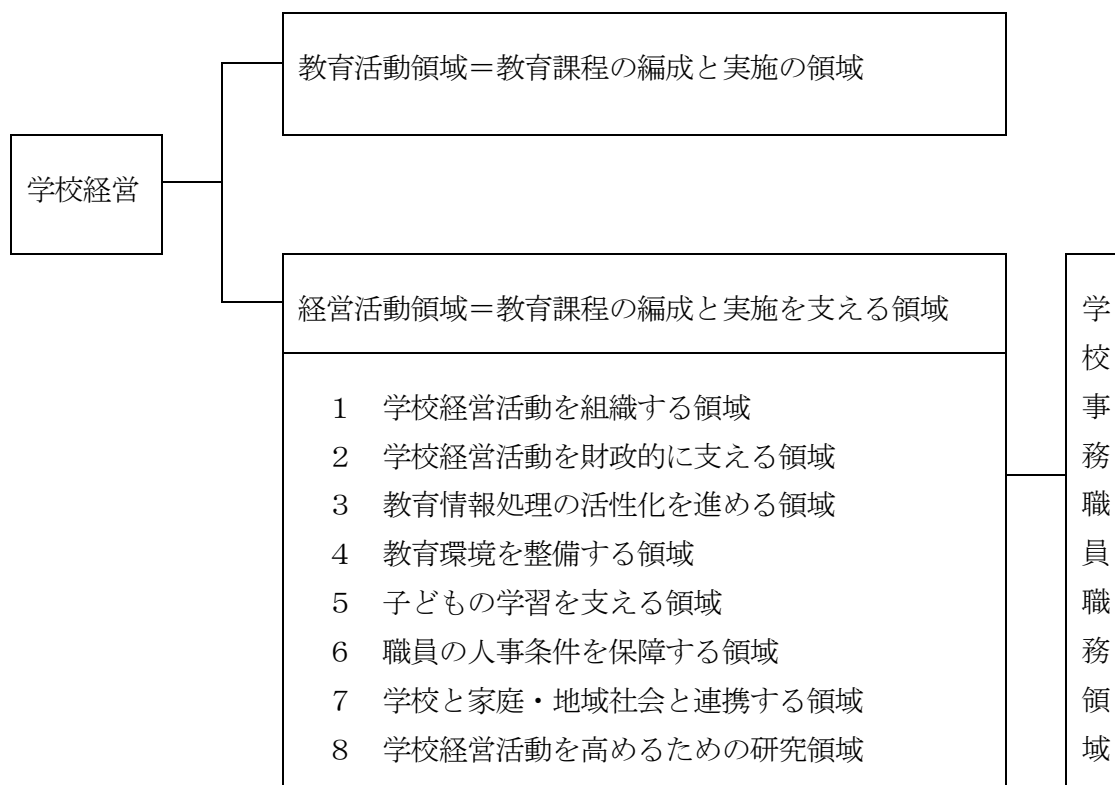 教育活動領域＝教育課程の編成と実施の領域
学校経営
経営活動領域＝教育課程の編成と実施を支える領域
１　学校経営活動を組織する領域
２　学校経営活動を財政的に支える領域
３　教育情報処理の活性化を進める領域
４　教育環境を整備する領域
５　子どもの学習を支える領域
６　職員の人事条件を保障する領域
７　学校と家庭・地域社会と連携する領域
８　学校経営活動を高めるための研究領域
学校事務職員職務領域